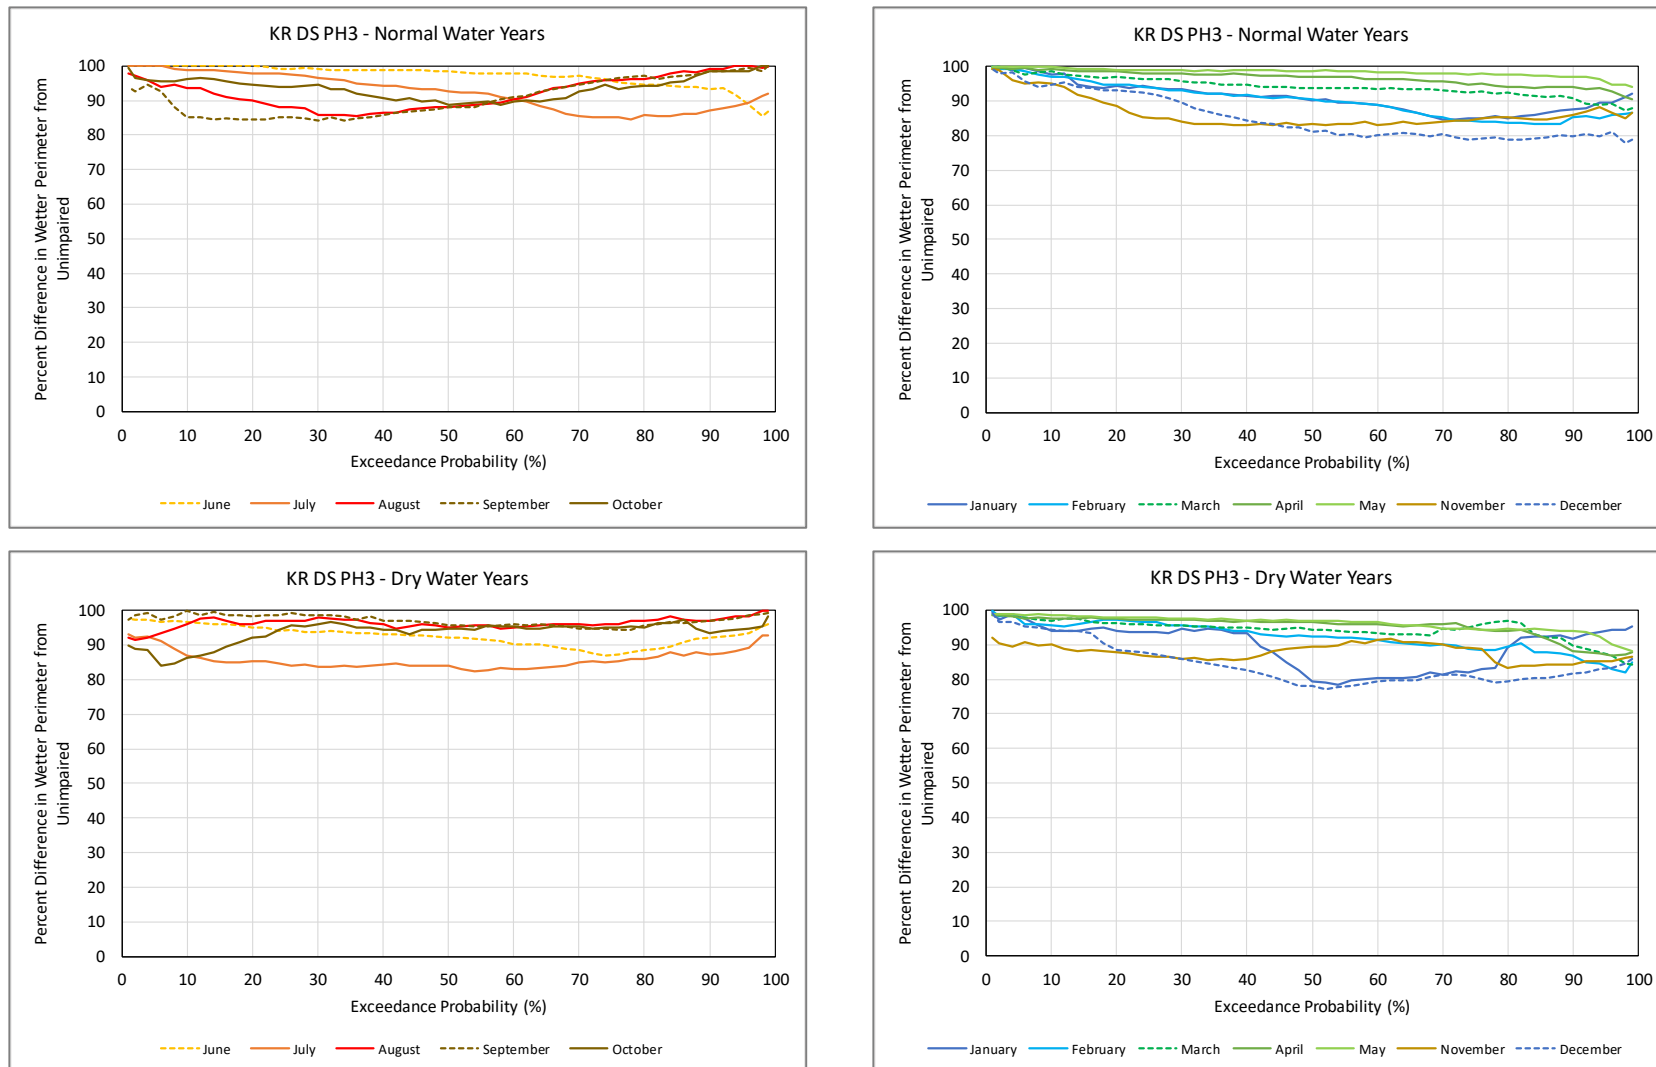 KR DS PH3 - Normal Water Years
Percent Difference in Wetter Perimeter from
Unimpaired
100
90
80
70
60
50
40
30
20
10
0
0 10 20 30 40 50 60 70 80 90 100
Exceedance Probability (%)
June July August September October
KR DS PH3 - Normal Water Years
Percent Difference in Wetter Perimeter from
Unimpaired
100
90
80
70
60
50
40
30
20
10
0
0 10 20 30 40 50 60 70 80 90 100
Exceedance Probability (%)
January February March April May November December
KR DS PH3 - Dry Water Years
Percent Difference in Wetter Perimeter from
Unimpaired
100
90
80
70
60
50
40
30
20
10
0
0 10 20 30 40 50 60 70 80 90 100
Exceedance Probability (%)
June July August September October
KR DS PH3 - Dry Water Years
Percent Difference in Wetter Perimeter from
Unimpaired
100
90
80
70
60
50
40
30
20
10
0
0 10 20 30 40 50 60 70 80 90 100
Exceedance Probability (%)
January February March April May November December